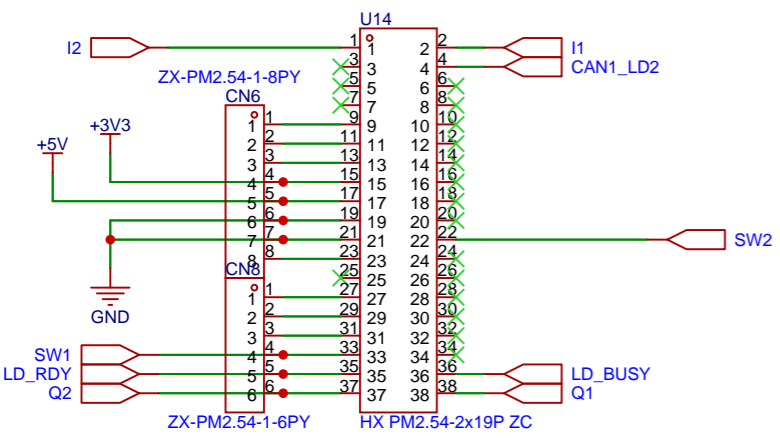 U14
I2
1 1 2 2
I1
3 3 4 4
CAN1_LD2
5 5 6 6
ZX-PM2.54-1-8PY
7 7 8 8
CN6
1 1 9 9 10 10
+3V3
2 2 11 11 12 12
+5V
3 3 13 13 14 14
4 4 15 15 16 16
5 5 17 17 18 18
6 6 19 19 20 20
7 7 21 21 22 22
SW2
8 8 23 23 24 24
CN8
25 25 26 26
1 1 27 27 28 28
GND
2 2 29 29 30 30
3 3 31 31 32 32
SW1
4 4 33 33 34 34
LD_RDY
5 5 35 35 36 36
LD_BUSY
Q2
6 6 37 37 38 38
Q1
ZX-PM2.54-1-6PY
HX PM2.54-2x19P ZC